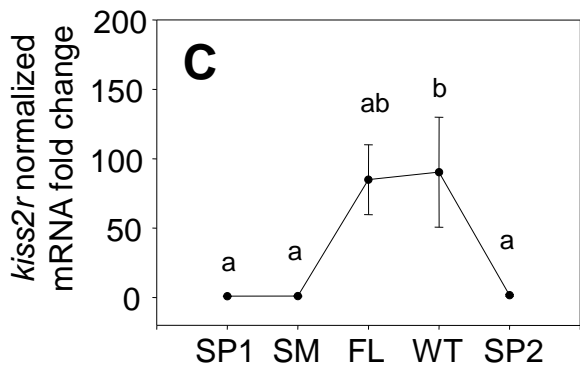 kiss2r normalized
mRNA fold change
200
150
100
50
0
C
a
a
ab
b
a
SP1 SM FL WT SP2